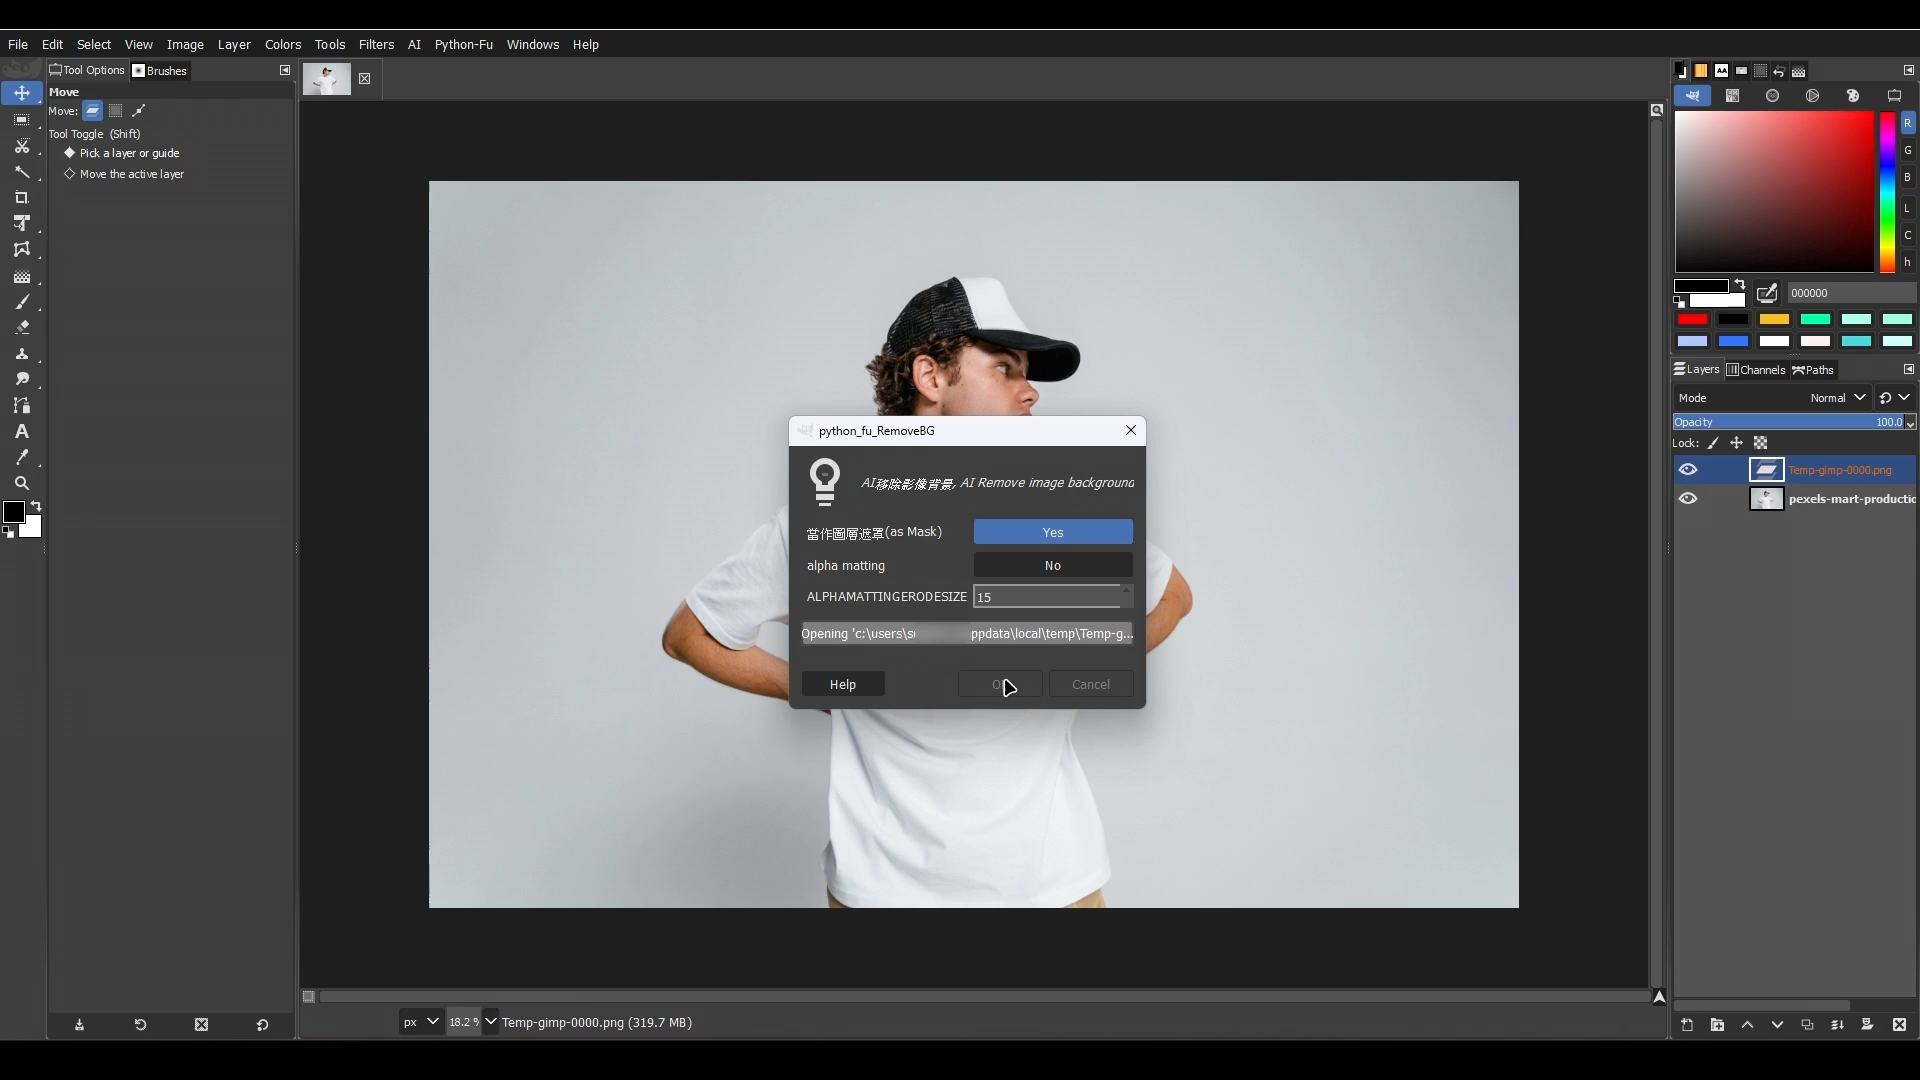 File Edit Select View Image Layer Colors Tools Filters AI Python-Fu Windows Help
Tool Options Brushes
Move
Move:
Tool Toggle (Shift)
Pick a layer or guide
Move the active layer
python_fu_RemoveBG
AI移除影像背景, AI Remove image background
當作圖層遮罩(as Mask) Yes
alpha matting No
ALPHAMATTINGERODESIZE 15
Opening 'c:\users\su ppdata\local\temp\Temp-g...
Help Cancel
px 18.2 % Temp-gimp-0000.png (319.7 MB)
R
G
B
L
C
h
000000
Layers Channels Paths
Mode Normal
Opacity 100.0
Lock:
Temp-gimp-0000.png
pexels-mart-productio